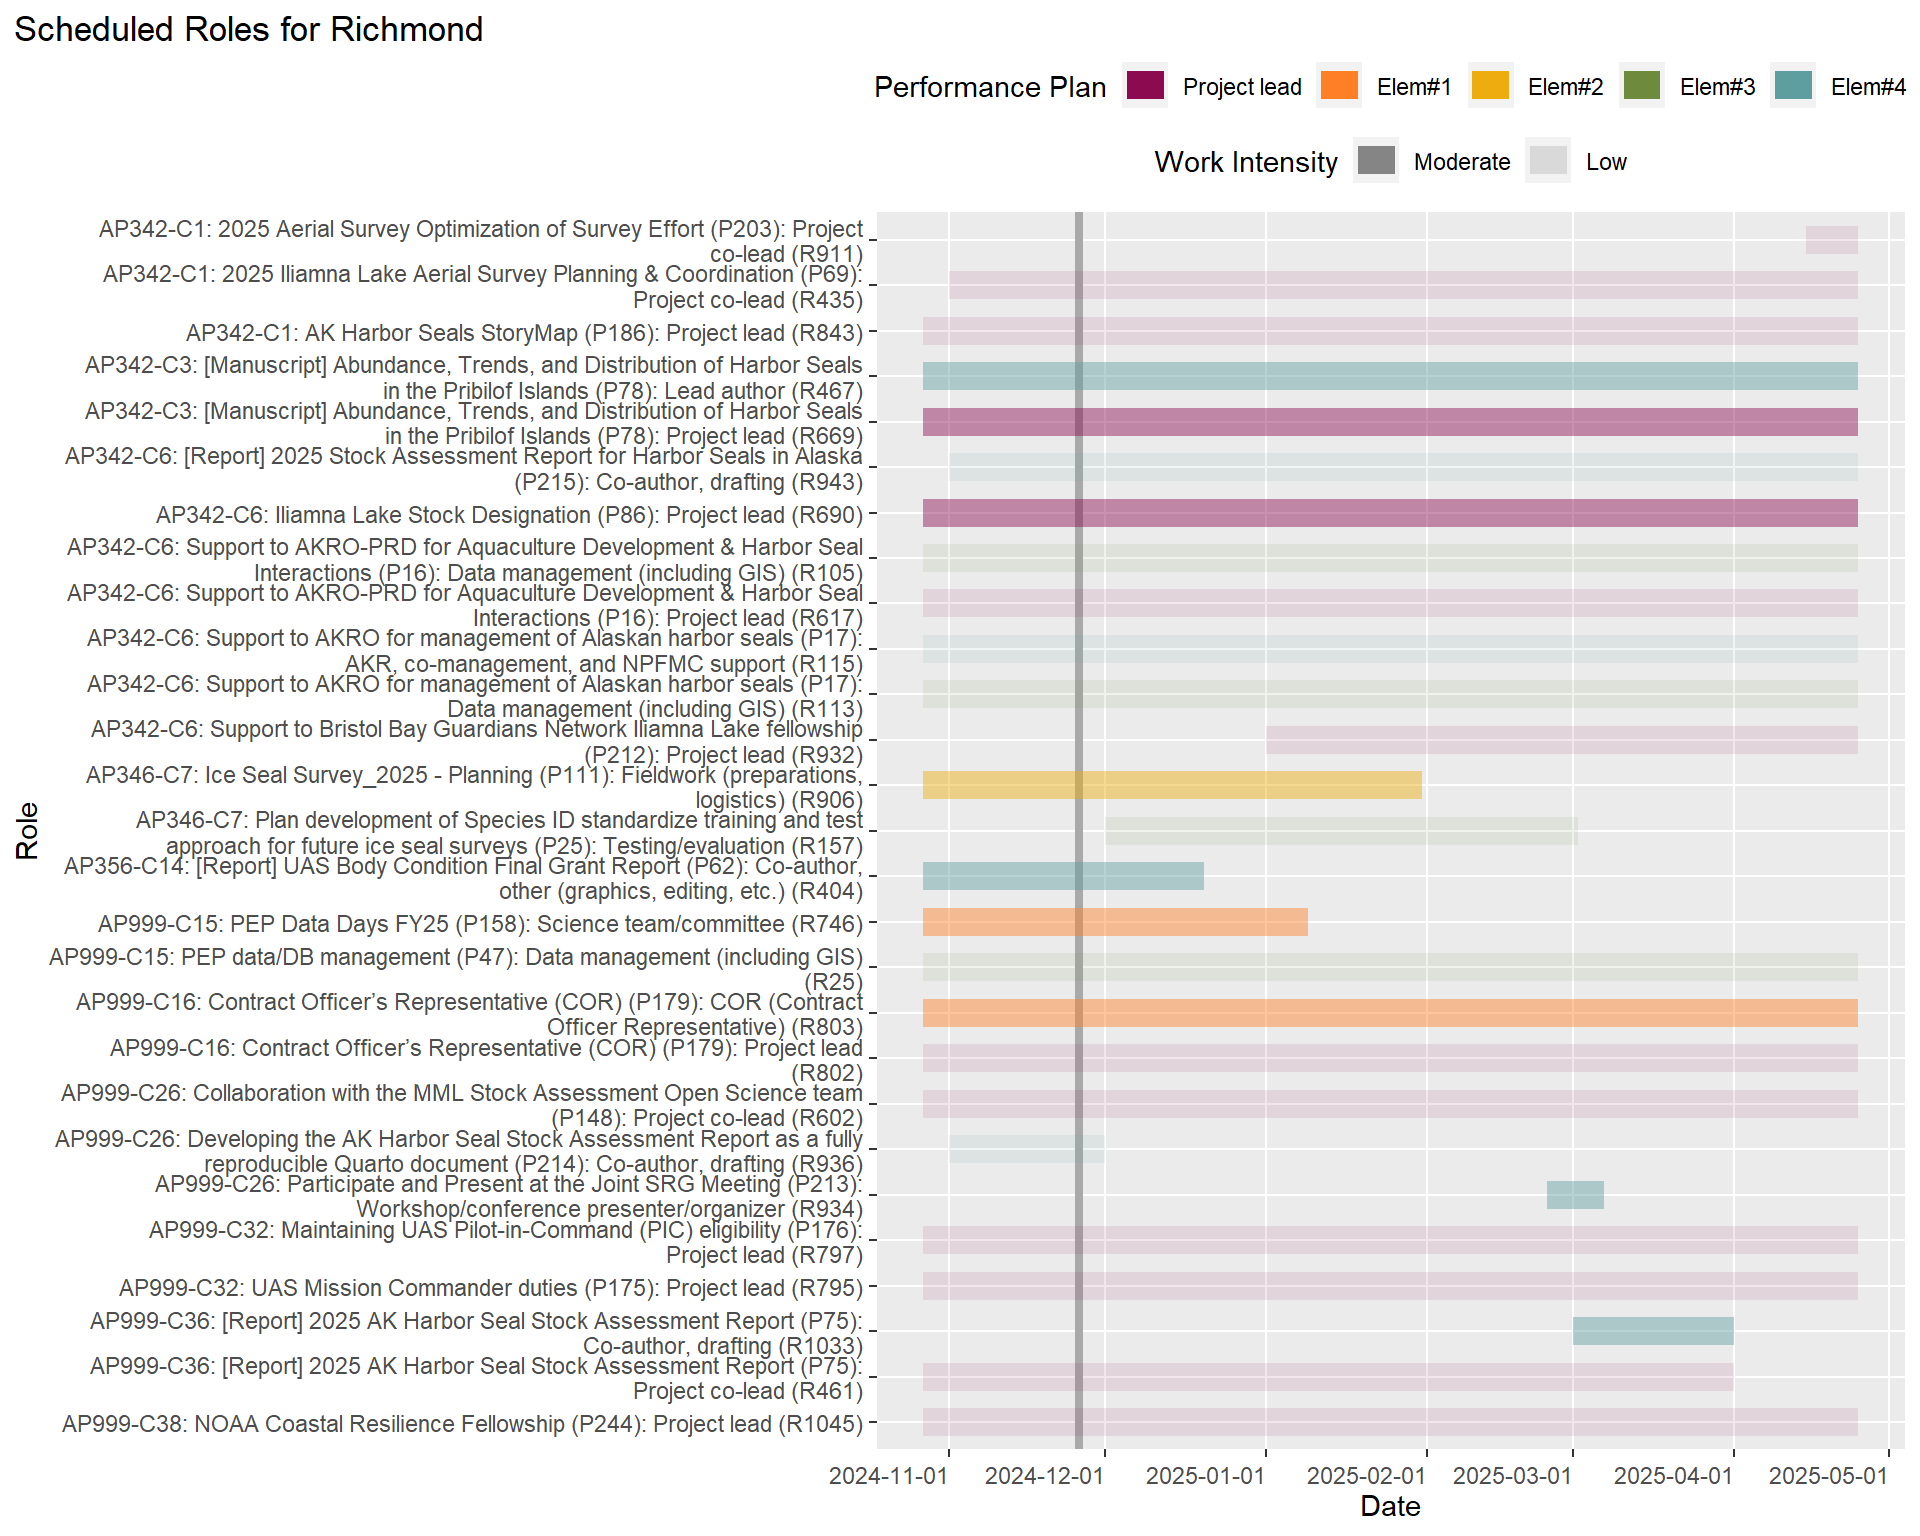 Scheduled Roles for Richmond
Performance Plan Project lead Elem#1 Elem#2 Elem#3 Elem#4
Work Intensity Moderate Low
AP342-C1: 2025 Aerial Survey Optimization of Survey Effort (P203): Project
co-lead (R911)
AP342-C1: 2025 Iliamna Lake Aerial Survey Planning & Coordination (P69):
Project co-lead (R435)
AP342-C1: AK Harbor Seals StoryMap (P186): Project lead (R843)
AP342-C3: [Manuscript] Abundance, Trends, and Distribution of Harbor Seals
in the Pribilof Islands (P78): Lead author (R467)
AP342-C3: [Manuscript] Abundance, Trends, and Distribution of Harbor Seals
in the Pribilof Islands (P78): Project lead (R669)
AP342-C6: [Report] 2025 Stock Assessment Report for Harbor Seals in Alaska
(P215): Co-author, drafting (R943)
AP342-C6: Iliamna Lake Stock Designation (P86): Project lead (R690)
AP342-C6: Support to AKRO-PRD for Aquaculture Development & Harbor Seal
Interactions (P16): Data management (including GIS) (R105)
AP342-C6: Support to AKRO-PRD for Aquaculture Development & Harbor Seal
Interactions (P16): Project lead (R617)
AP342-C6: Support to AKRO for management of Alaskan harbor seals (P17):
AKR, co-management, and NPFMC support (R115)
AP342-C6: Support to AKRO for management of Alaskan harbor seals (P17):
Data management (including GIS) (R113)
AP342-C6: Support to Bristol Bay Guardians Network Iliamna Lake fellowship
(P212): Project lead (R932)
AP346-C7: Ice Seal Survey_2025 - Planning (P111): Fieldwork (preparations,
logistics) (R906)
AP346-C7: Plan development of Species ID standardize training and test
approach for future ice seal surveys (P25): Testing/evaluation (R157)
AP356-C14: [Report] UAS Body Condition Final Grant Report (P62): Co-author,
other (graphics, editing, etc.) (R404)
AP999-C15: PEP Data Days FY25 (P158): Science team/committee (R746)
AP999-C15: PEP data/DB management (P47): Data management (including GIS)
(R25)
AP999-C16: Contract Officer’s Representative (COR) (P179): COR (Contract
Officer Representative) (R803)
AP999-C16: Contract Officer’s Representative (COR) (P179): Project lead
(R802)
AP999-C26: Collaboration with the MML Stock Assessment Open Science team
(P148): Project co-lead (R602)
AP999-C26: Developing the AK Harbor Seal Stock Assessment Report as a fully
reproducible Quarto document (P214): Co-author, drafting (R936)
AP999-C26: Participate and Present at the Joint SRG Meeting (P213):
Workshop/conference presenter/organizer (R934)
AP999-C32: Maintaining UAS Pilot-in-Command (PIC) eligibility (P176):
Project lead (R797)
AP999-C32: UAS Mission Commander duties (P175): Project lead (R795)
AP999-C36: [Report] 2025 AK Harbor Seal Stock Assessment Report (P75):
Co-author, drafting (R1033)
AP999-C36: [Report] 2025 AK Harbor Seal Stock Assessment Report (P75):
Project co-lead (R461)
AP999-C38: NOAA Coastal Resilience Fellowship (P244): Project lead (R1045)
Role
2024-11-01 2024-12-01 2025-01-01 2025-02-01 2025-03-01 2025-04-01 2025-05-01
Date